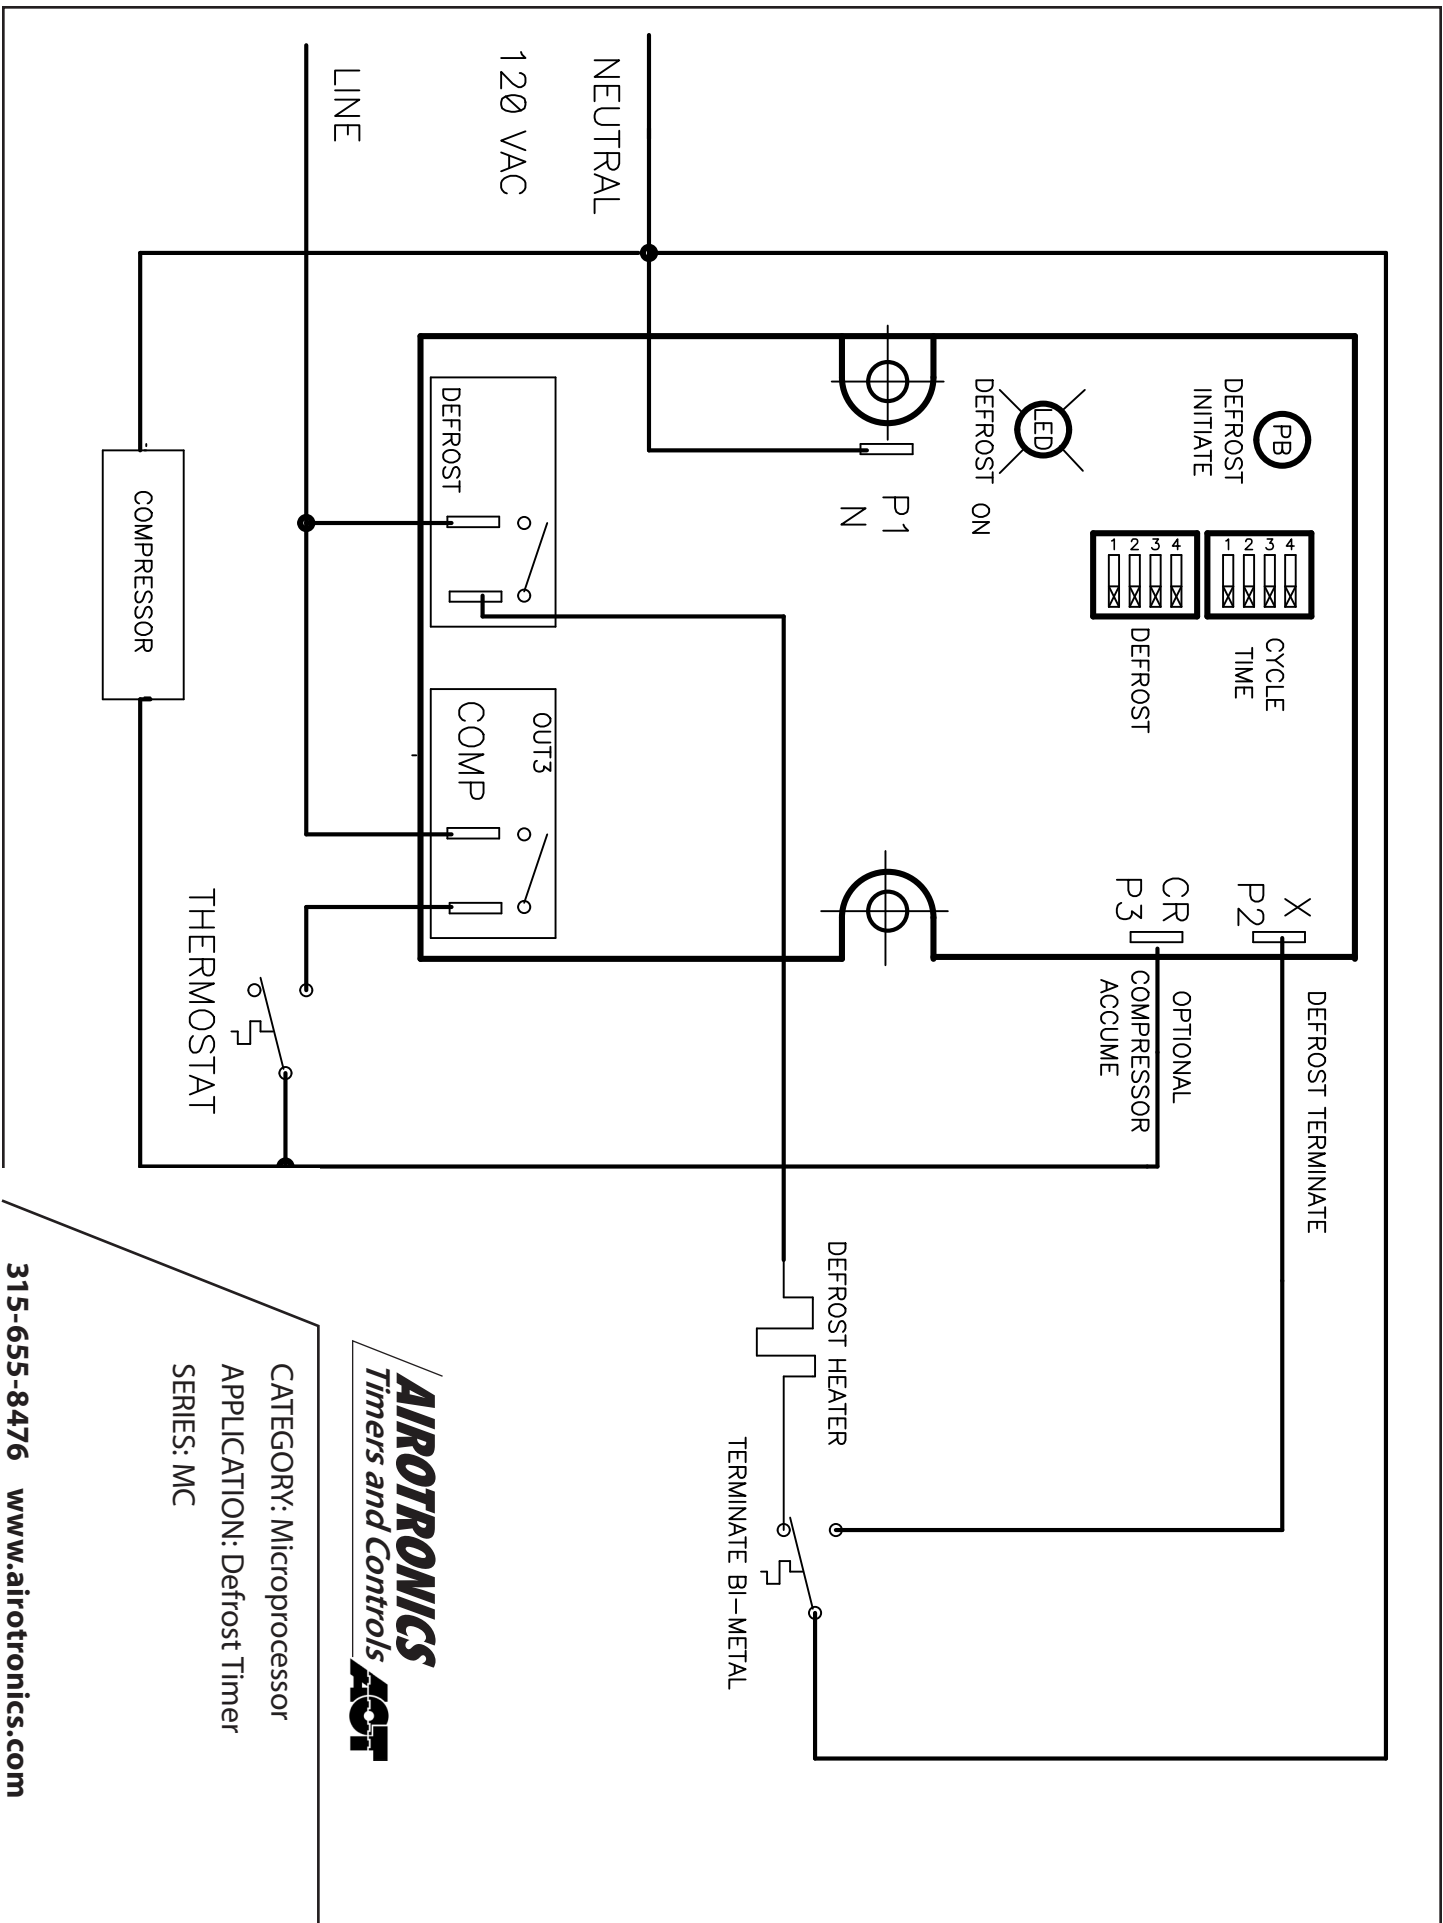 DEFROST TERMINATE
X
P2
OPTIONAL
COMPRESSOR
ACCUME
CR
P3
PB
DEFROST
INITIATE
1 2 3 4
CYCLE
TIME
1 2 3 4
DEFROST
LED
DEFROST ON
P1
N
NEUTRAL
120 VAC
LINE
DEFROST
OUT3
COMP
DEFROST HEATER
TERMINATE BI-METAL
THERMOSTAT
COMPRESSOR
AIROTRONICS
Timers and Controls
ACT
CATEGORY: Microprocessor
APPLICATION: Defrost Timer
SERIES: MC
315-655-8476 www.airotronics.com